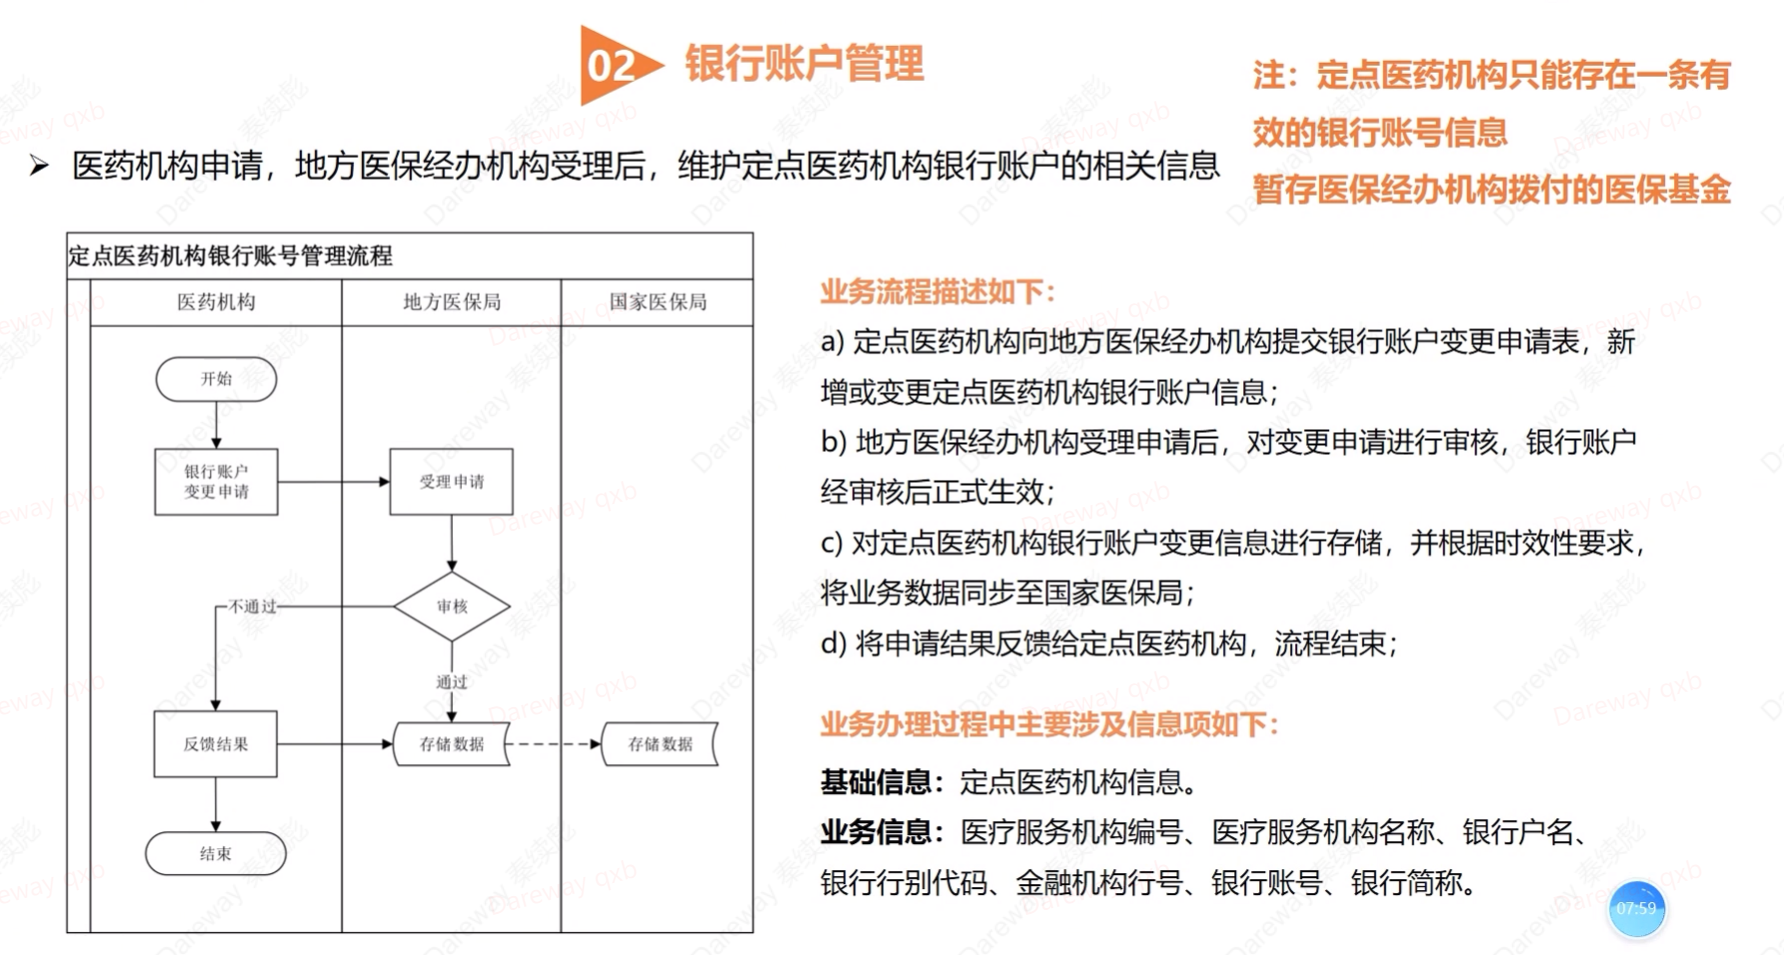 02 银行账户管理
注：定点医药机构只能存在一条有
效的银行账号信息
暂存医保经办机构拨付的医保基金
➢ 医药机构申请，地方医保经办机构受理后，维护定点医药机构银行账户的相关信息
定点医药机构银行账号管理流程
医药机构 地方医保局 国家医保局
开始
银行账户
变更申请
受理申请
不通过
审核
通过
反馈结果
存储数据
存储数据
结束
业务流程描述如下：
a) 定点医药机构向地方医保经办机构提交银行账户变更申请表，新
增或变更定点医药机构银行账户信息；
b) 地方医保经办机构受理申请后，对变更申请进行审核，银行账户
经审核后正式生效；
c) 对定点医药机构银行账户变更信息进行存储，并根据时效性要求，
将业务数据同步至国家医保局；
d) 将申请结果反馈给定点医药机构，流程结束；
业务办理过程中主要涉及信息项如下：
基础信息：定点医药机构信息。
业务信息：医疗服务机构编号、医疗服务机构名称、银行户名、
银行行别代码、金融机构行号、银行账号、银行简称。
07:59
Dareway 秦续彪
Dareway qxb